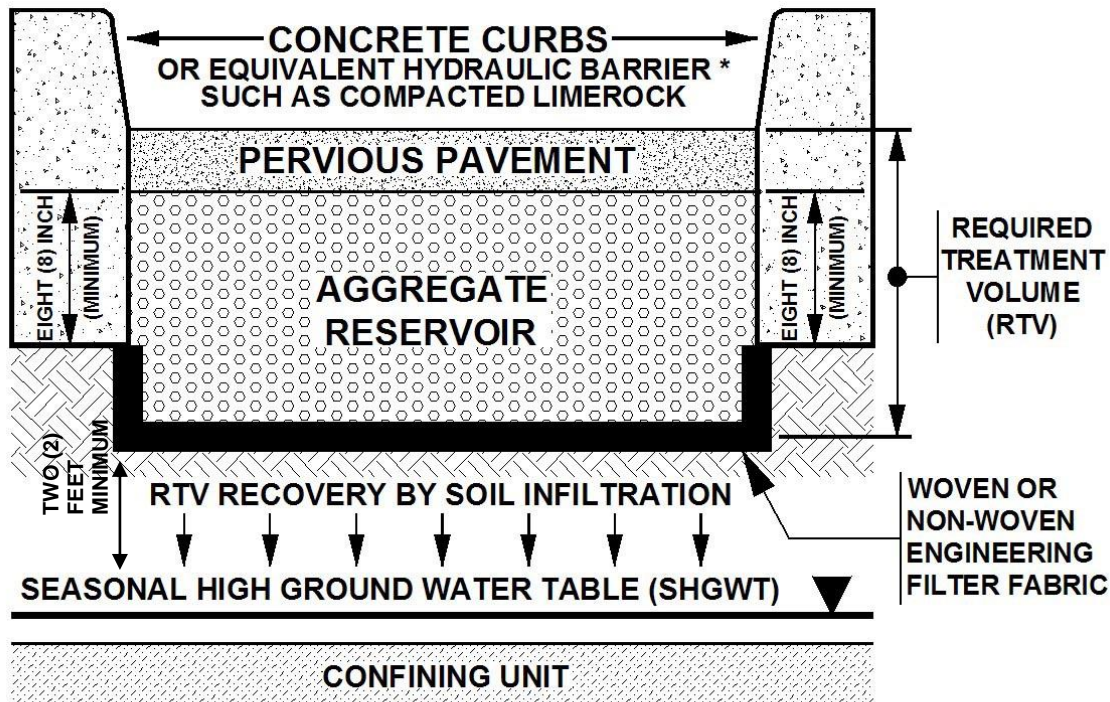 CONCRETE CURBS
OR EQUIVALENT HYDRAULIC BARRIER *
SUCH AS COMPACTED LIMEROCK
PERVIOUS PAVEMENT
EIGHT (8) INCH
(MINIMUM)
AGGREGATE
RESERVOIR
EIGHT (8) INCH
(MINIMUM)
REQUIRED
TREATMENT
VOLUME
(RTV)
TWO (2)
FEET
MINIMUM
RTV RECOVERY BY SOIL INFILTRATION
WOVEN OR
NON-WOVEN
ENGINEERING
FILTER FABRIC
SEASONAL HIGH GROUND WATER TABLE (SHGWT)
CONFINING UNIT